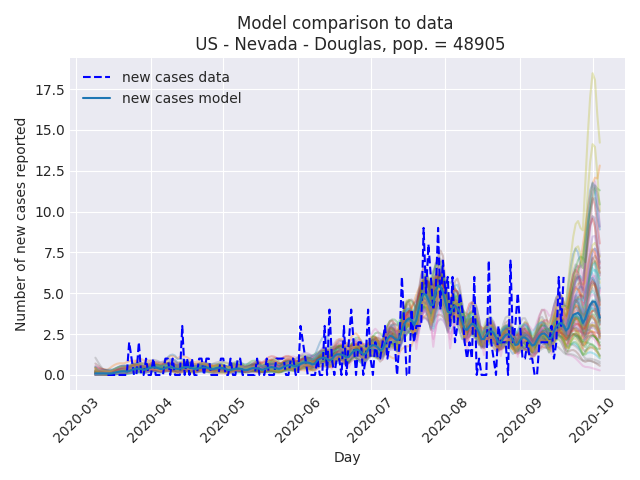 Model comparison to data
US - Nevada - Douglas, pop. = 48905
new cases data
new cases model
Number of new cases reported
17.5
15.0
12.5
10.0
7.5
5.0
2.5
0.0
2020-03
2020-04
2020-05
2020-06
2020-07
2020-08
2020-09
2020-10
Day